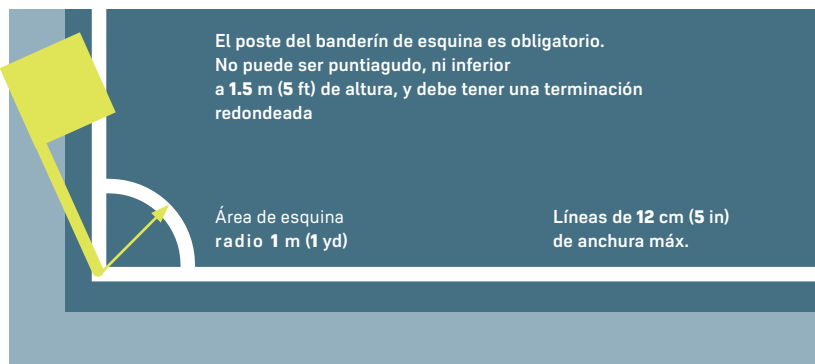 El poste del banderín de esquina es obligatorio.
No puede ser puntiagudo, ni inferior
a 1.5 m (5 ft) de altura, y debe tener una terminación
redondeada
Área de esquina
radio 1 m (1 yd)
Líneas de 12 cm (5 in)
de anchura máx.